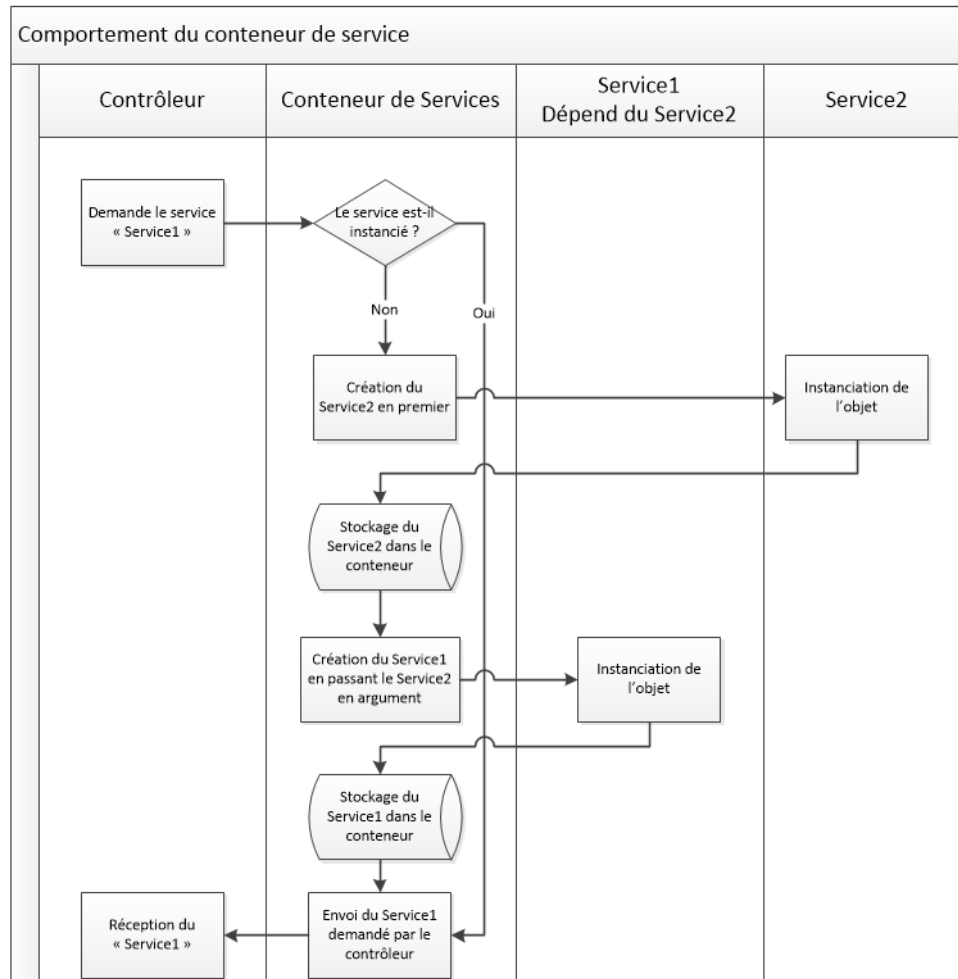 Comportement du conteneur de service
Contrôleur
Conteneur de Services
Service1
Dépend du Service2
Service2
Demande le service
« Service1 »
Le service est-il
instancié ?
Non
Oui
Création du
Service2 en premier
Instanciation de
l’objet
Stockage du
Service2 dans le
conteneur
Création du Service1
en passant le Service2
en argument
Instanciation de
l’objet
Stockage du
Service1 dans le
conteneur
Envoi du Service1
demandé par le
contrôleur
Réception du
« Service1 »